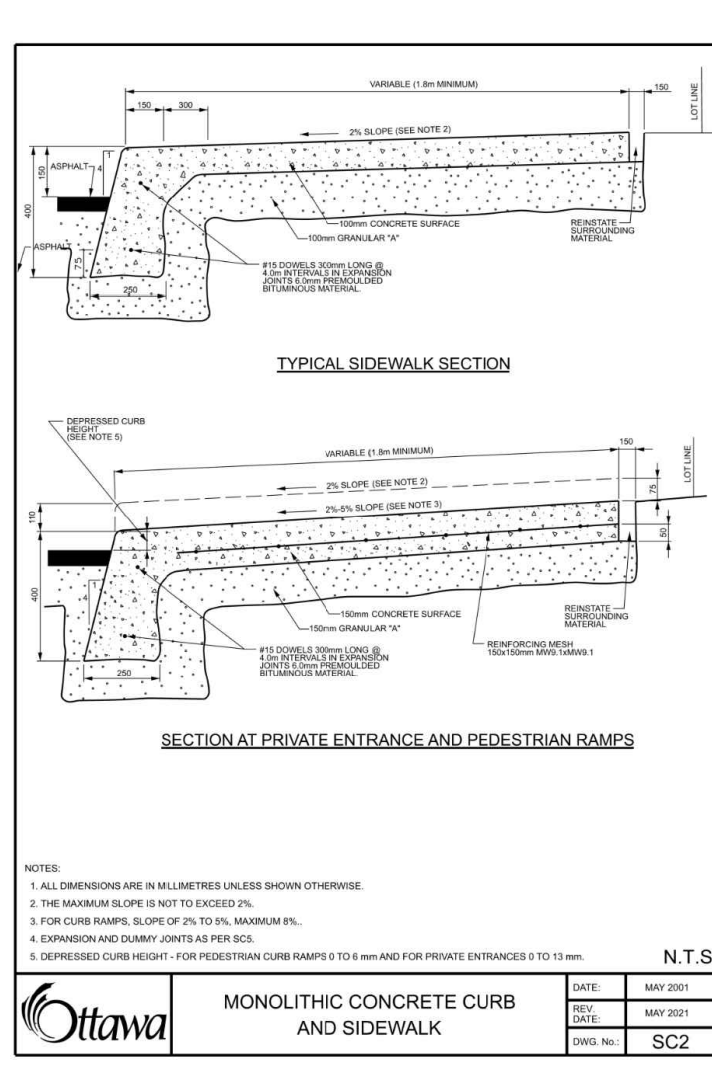 VARIABLE (1.8m MINIMUM)
150
LOT LINE
150
300
2% SLOPE (SEE NOTE 2)
ASPHALT
1
4
150
400
100mm CONCRETE SURFACE
100mm GRANULAR "A"
REINSTATE
SURROUNDING
MATERIAL
ASPHALT
75
#15 DOWELS 300mm LONG @
4.0m INTERVALS IN EXPANSION
JOINTS 6.0mm PREMOULDED
BITUMINOUS MATERIAL.
250
TYPICAL SIDEWALK SECTION
DEPRESSED CURB
HEIGHT
(SEE NOTE 5)
VARIABLE (1.8m MINIMUM)
150
LOT LINE
2% SLOPE (SEE NOTE 2)
75
2%-5% SLOPE (SEE NOTE 3)
110
50
1
4
400
150mm CONCRETE SURFACE
150mm GRANULAR "A"
REINSTATE
SURROUNDING
MATERIAL
REINFORCING MESH
150x150mm MW9.1xMW9.1
#15 DOWELS 300mm LONG @
4.0m INTERVALS IN EXPANSION
JOINTS 6.0mm PREMOULDED
BITUMINOUS MATERIAL.
250
SECTION AT PRIVATE ENTRANCE AND PEDESTRIAN RAMPS
NOTES:
1. ALL DIMENSIONS ARE IN MILLIMETRES UNLESS SHOWN OTHERWISE.
2. THE MAXIMUM SLOPE IS NOT TO EXCEED 2%.
3. FOR CURB RAMPS, SLOPE OF 2% TO 5%, MAXIMUM 8%..
4. EXPANSION AND DUMMY JOINTS AS PER SC5.
5. DEPRESSED CURB HEIGHT - FOR PEDESTRIAN CURB RAMPS 0 TO 6 mm AND FOR PRIVATE ENTRANCES 0 TO 13 mm.
N.T.S
Ottawa
MONOLITHIC CONCRETE CURB
AND SIDEWALK
DATE: MAY 2001
REV. DATE: MAY 2021
DWG. No.: SC2